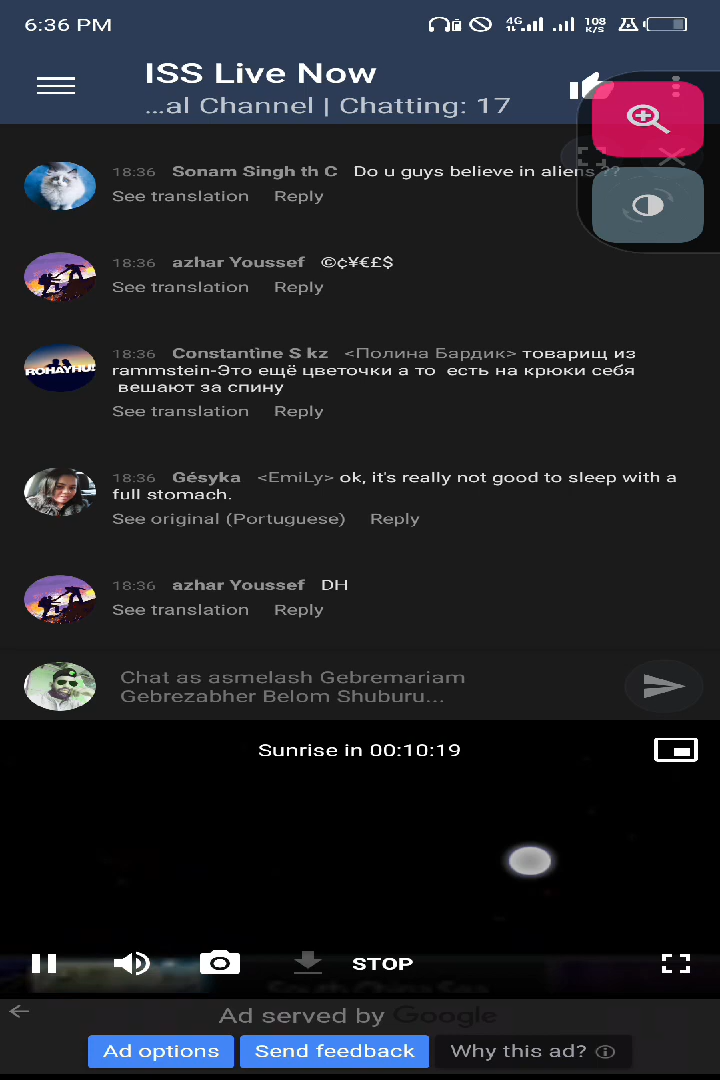 6:36 PM
4G
108
K/S
ISS Live Now
...al Channel | Chatting: 17
18:36 Sonam Singh th C Do u guys believe in aliens ??
See translation Reply
18:36 azhar Youssef ©¢¥€£$
See translation Reply
ROHAYHU!
18:36 Constantìne S kz <Полина Бардик> товарищ из
rammstein-Это ещё цветочки а то есть на крюки себя
вешают за спину
See translation Reply
18:36 Gésyka <EmiLy> ok, it's really not good to sleep with a
full stomach.
See original (Portuguese) Reply
18:36 azhar Youssef DH
See translation Reply
Chat as asmelash Gebremariam
Gebrezabher Belom Shuburu...
Sunrise in 00:10:19
STOP
South China Sea
Ad served by Google
Ad options Send feedback Why this ad?